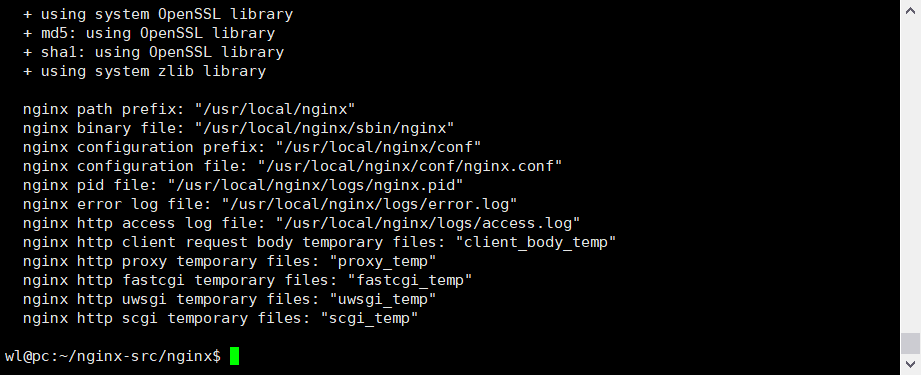 + using system OpenSSL library
+ md5: using OpenSSL library
+ sha1: using OpenSSL library
+ using system zlib library
nginx path prefix: "/usr/local/nginx"
nginx binary file: "/usr/local/nginx/sbin/nginx"
nginx configuration prefix: "/usr/local/nginx/conf"
nginx configuration file: "/usr/local/nginx/conf/nginx.conf"
nginx pid file: "/usr/local/nginx/logs/nginx.pid"
nginx error log file: "/usr/local/nginx/logs/error.log"
nginx http access log file: "/usr/local/nginx/logs/access.log"
nginx http client request body temporary files: "client_body_temp"
nginx http proxy temporary files: "proxy_temp"
nginx http fastcgi temporary files: "fastcgi_temp"
nginx http uwsgi temporary files: "uwsgi_temp"
nginx http scgi temporary files: "scgi_temp"
wl@pc:~/nginx-src/nginx$